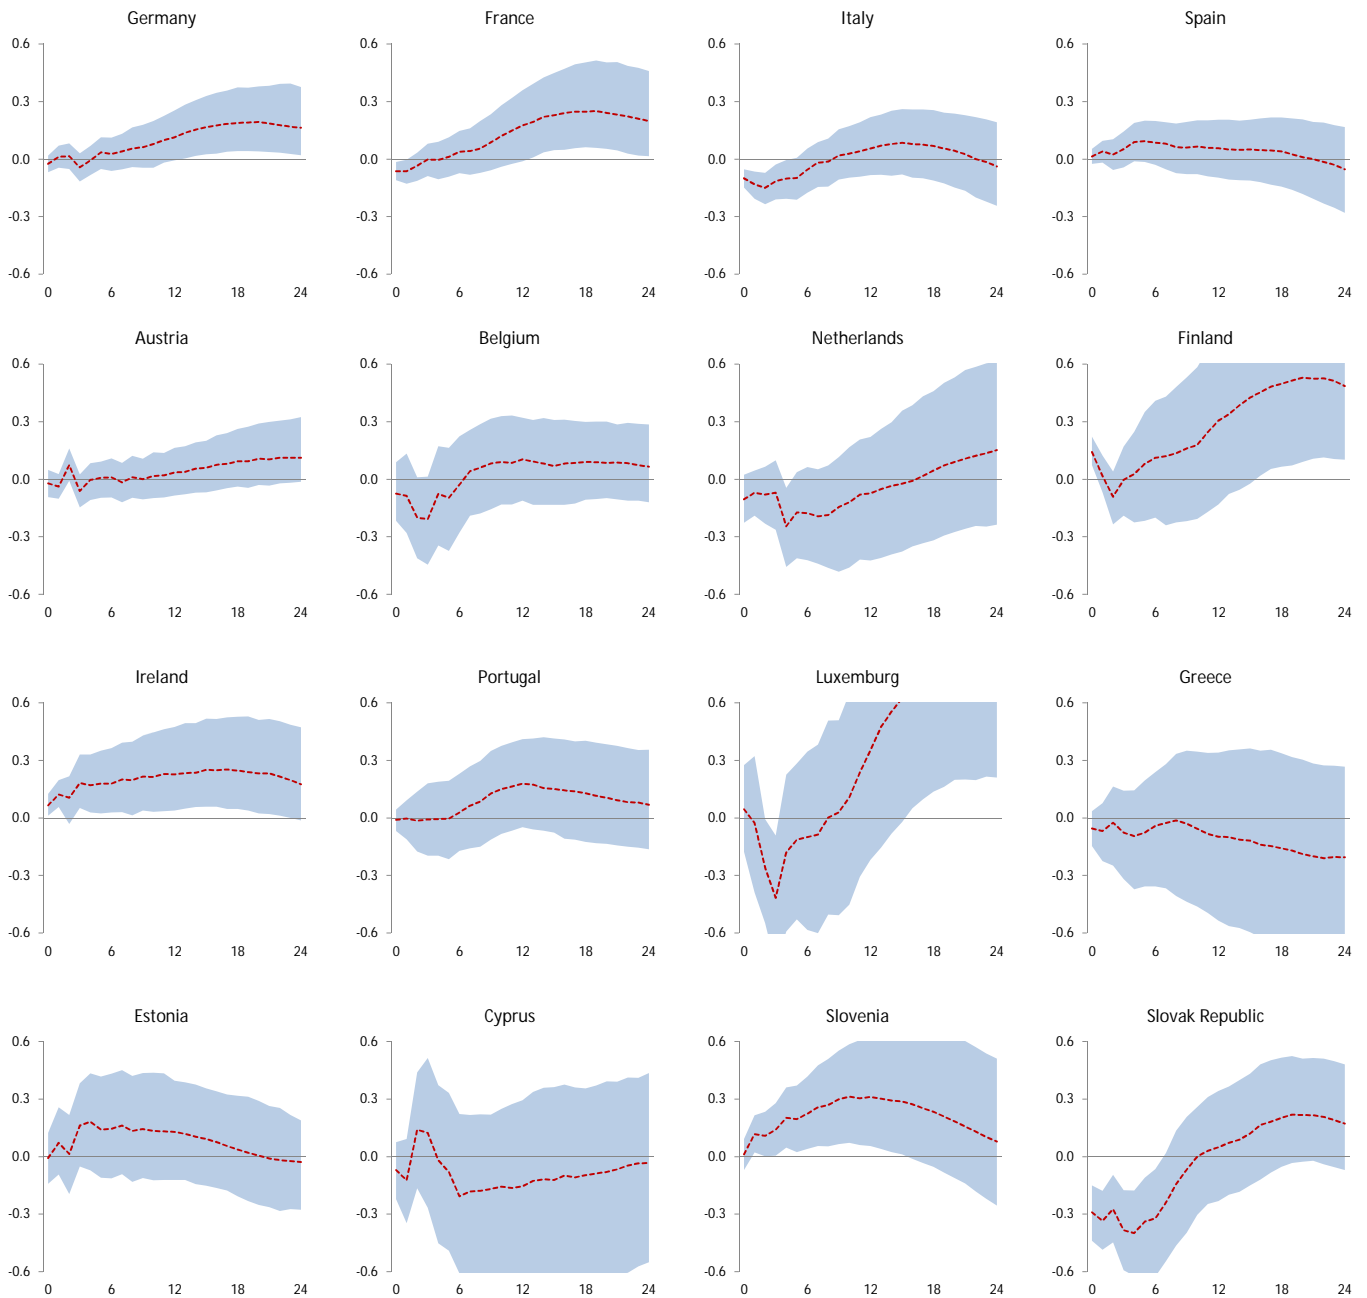 Germany France Italy Spain
0.6 0.6 0.6 0.6
0.3 0.3 0.3 0.3
0.0 0.0 0.0 0.0
-0.3 -0.3 -0.3 -0.3
-0.6 -0.6 -0.6 -0.6
0 6 12 18 24 0 6 12 18 24 0 6 12 18 24 0 6 12 18 24
Austria Belgium Netherlands Finland
0.6 0.6 0.6 0.6
0.3 0.3 0.3 0.3
0.0 0.0 0.0 0.0
-0.3 -0.3 -0.3 -0.3
-0.6 -0.6 -0.6 -0.6
0 6 12 18 24 0 6 12 18 24 0 6 12 18 24 0 6 12 18 24
Ireland Portugal Luxemburg Greece
0.6 0.6 0.6 0.6
0.3 0.3 0.3 0.3
0.0 0.0 0.0 0.0
-0.3 -0.3 -0.3 -0.3
-0.6 -0.6 -0.6 -0.6
0 6 12 18 24 0 6 12 18 24 0 6 12 18 24 0 6 12 18 24
Estonia Cyprus Slovenia Slovak Republic
0.6 0.6 0.6 0.6
0.3 0.3 0.3 0.3
0.0 0.0 0.0 0.0
-0.3 -0.3 -0.3 -0.3
-0.6 -0.6 -0.6 -0.6
0 6 12 18 24 0 6 12 18 24 0 6 12 18 24 0 6 12 18 24